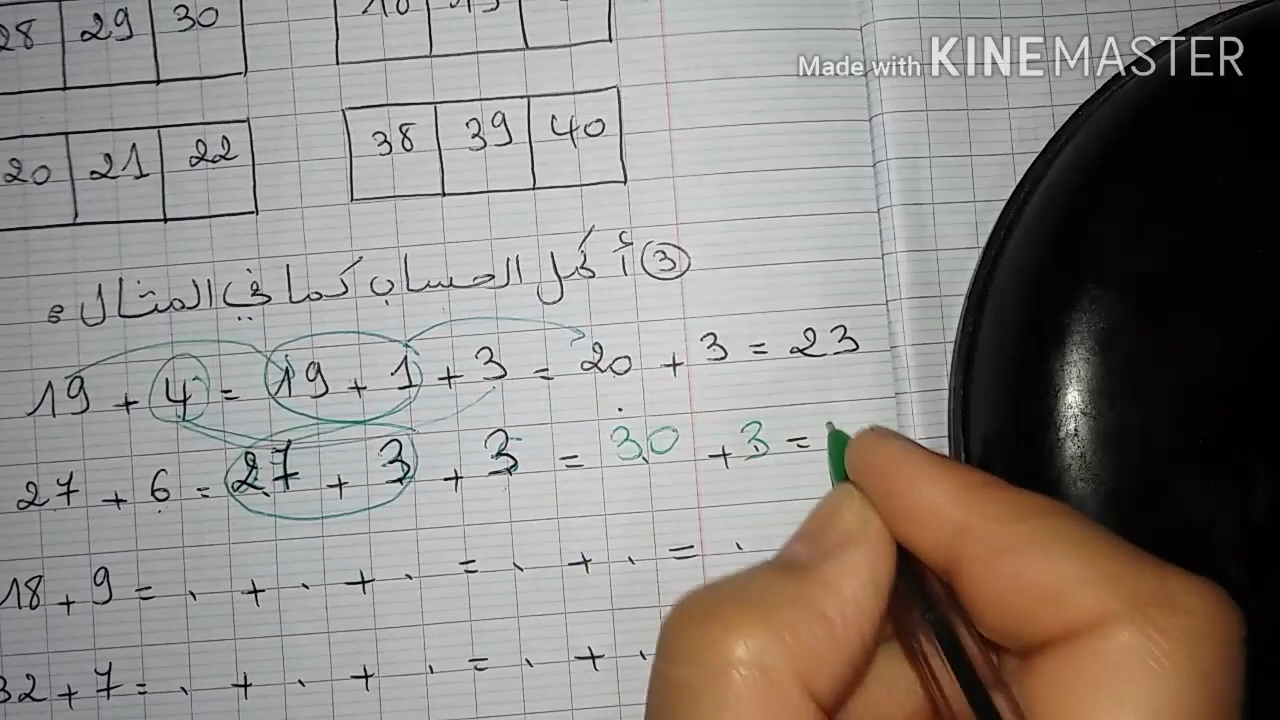 28 29 30
Made with KINEMASTER
20 21 22
38 39 40
③ أكمل الحساب كما في المثال :
19 + 4 = 19 + 1 + 3 = 20 + 3 = 23
27 + 6 = 27 + 3 + 3 = 30 + 3 =
18 + 9 = . + . + . = . + . = .
32 + 7 = . + . + . = . + .